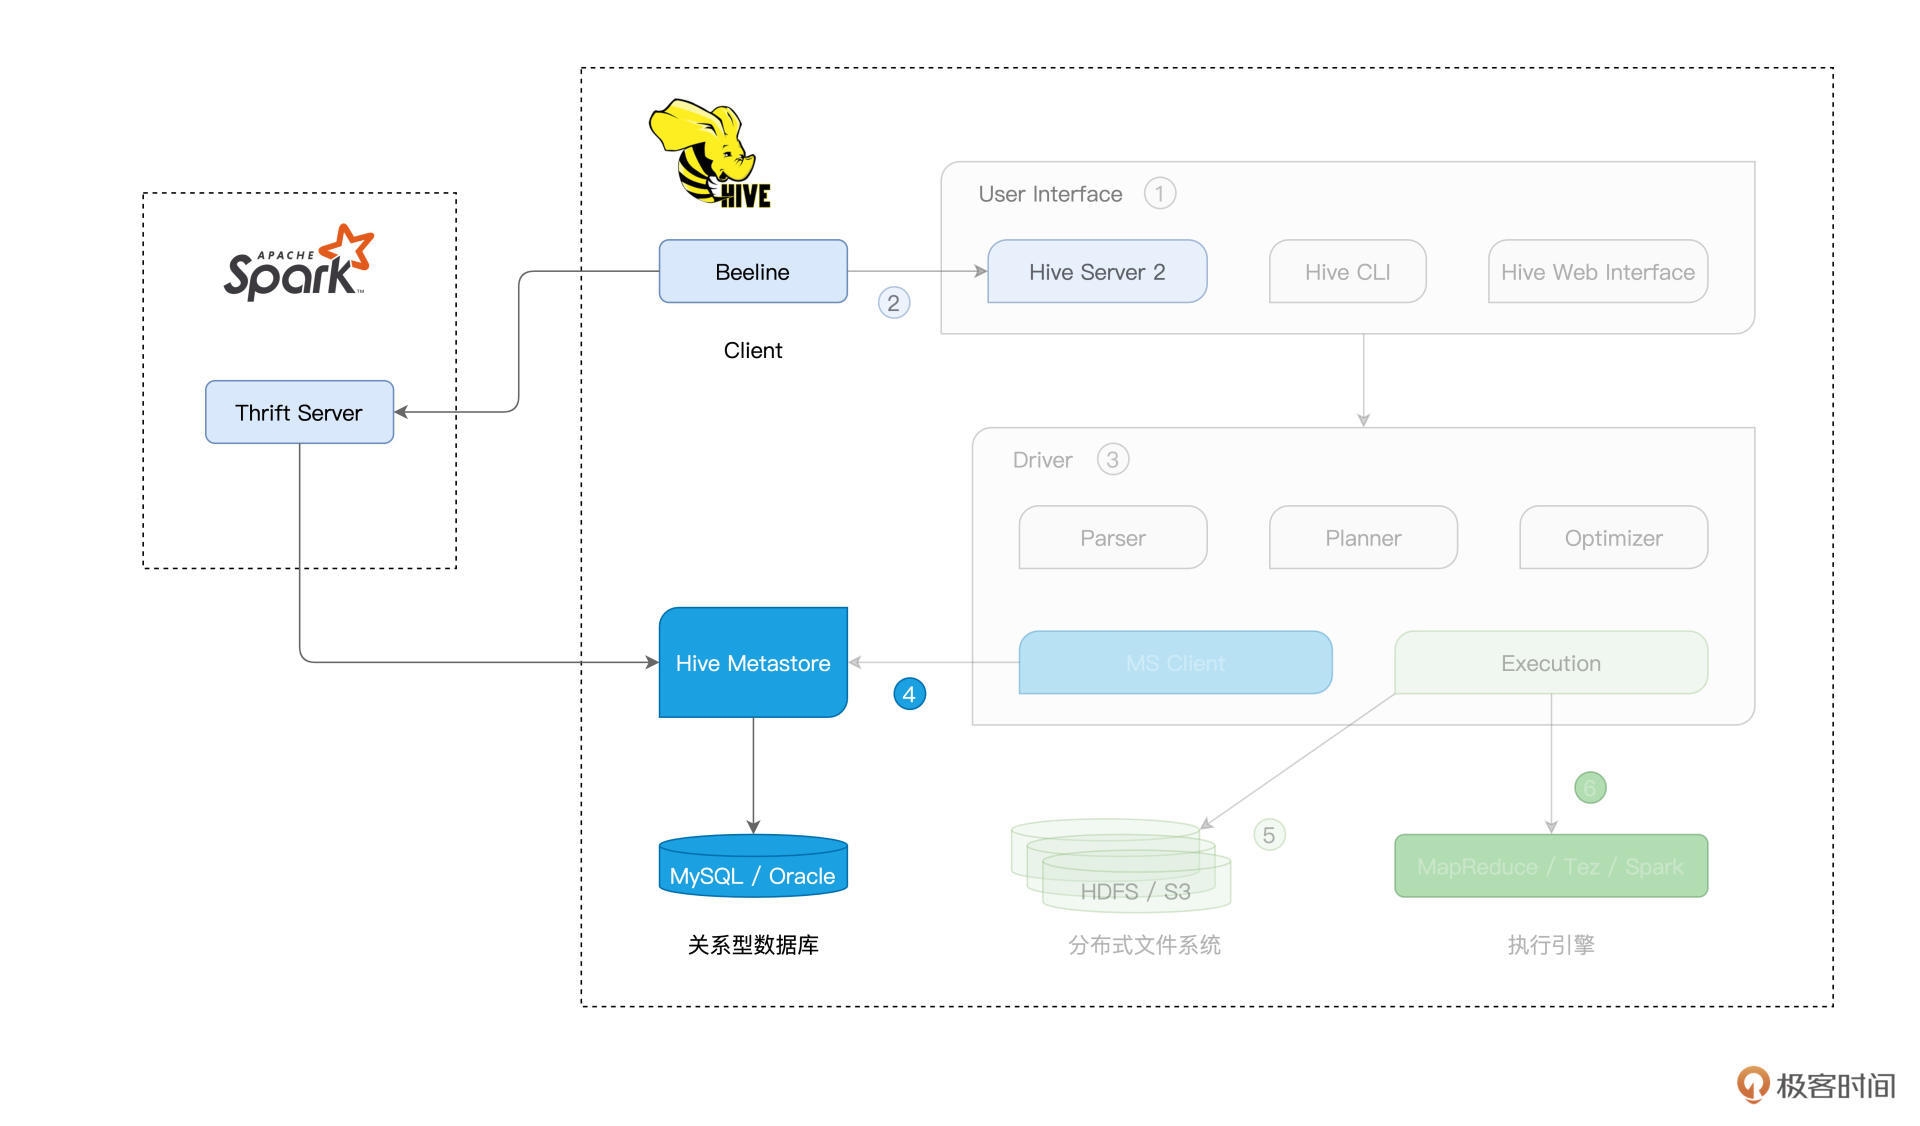 HIVE
User Interface ①
APACHE
Spark™
Beeline
②
Hive Server 2
Hive CLI
Hive Web Interface
Client
Thrift Server
Driver ③
Parser
Planner
Optimizer
Hive Metastore
④
MS Client
Execution
⑥
⑤
MySQL / Oracle
HDFS / S3
MapReduce / Tez / Spark
关系型数据库
分布式文件系统
执行引擎
极客时间